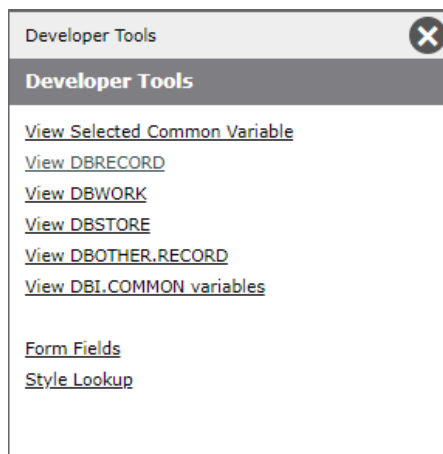 Developer Tools
Developer Tools
View Selected Common Variable
View DBRECORD
View DBWORK
View DBSTORE
View DBOTHER.RECORD
View DBI.COMMON variables
Form Fields
Style Lookup